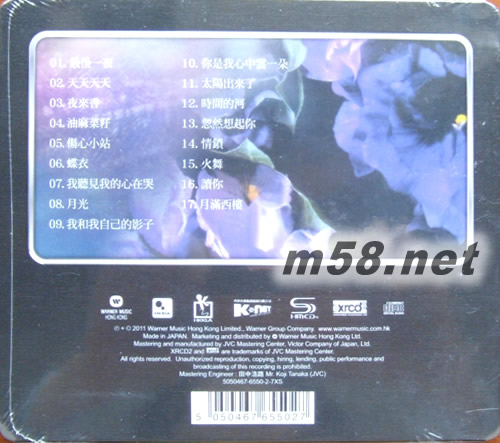 01. 最後一夜
02. 天天天天
03. 夜來香
04. 油麻菜籽
05. 傷心小站
06. 蝶衣
07. 我聽見我的心在哭
08. 月光
09. 我和我自己的影子
10. 你是我心中雲一朵
11. 太陽出來了
12. 時間的河
13. 忽然想起你
14. 情鎖
15. 火舞
16. 讀你
17. 月滿西樓
m58.net
WARNER MUSIC
HONG KONG
HKRIA
K-net
SHM
xrcd2
℗ + © 2011 Warner Music Hong Kong Limited., Warner Group Company. www.warnermusic.com.hk
Made in JAPAN. Marketing and distributed by Warner Music Hong Kong Ltd.
Mastering and manufactured by JVC Mastering Center, Victor Company of Japan, Ltd.
XRCD2 and are trademarks of JVC Mastering Center.
All rights reserved. Unauthorized reproduction, copying, hiring, lending, public performance and
broadcasting of this recording is prohibited.
Mastering Engineer : Mr. Koji Tanaka (JVC)
5050467-6550-2-7XS
5 050467 655027